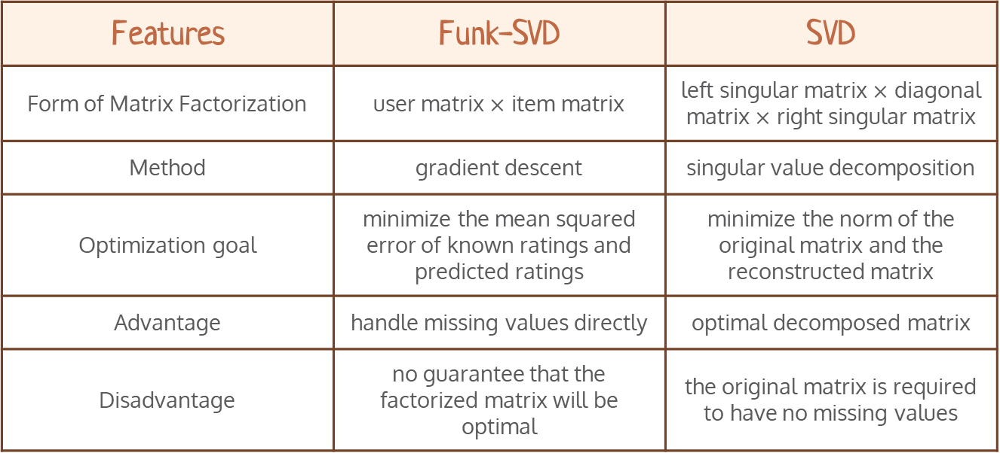 Features
Funk-SVD
SVD
Form of Matrix Factorization
user matrix × item matrix
left singular matrix × diagonal
matrix × right singular matrix
Method
gradient descent
singular value decomposition
Optimization goal
minimize the mean squared
error of known ratings and
predicted ratings
minimize the norm of the
original matrix and the
reconstructed matrix
Advantage
handle missing values directly
optimal decomposed matrix
Disadvantage
no guarantee that the
factorized matrix will be
optimal
the original matrix is required
to have no missing values